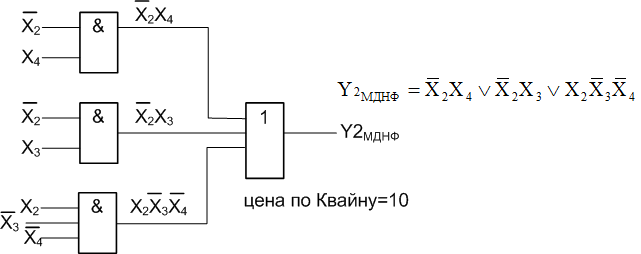 X̅₂ & X̅₂X₄
X₄
Y2МДНФ = X̅₂X₄ ∨ X̅₂X₃ ∨ X₂X̅₃X̅₄
X̅₂ & X̅₂X₃ 1
X₃ Y2МДНФ
X₂ & X₂X̅₃X̅₄ цена по Квайну=10
X̅₃
X̅₄